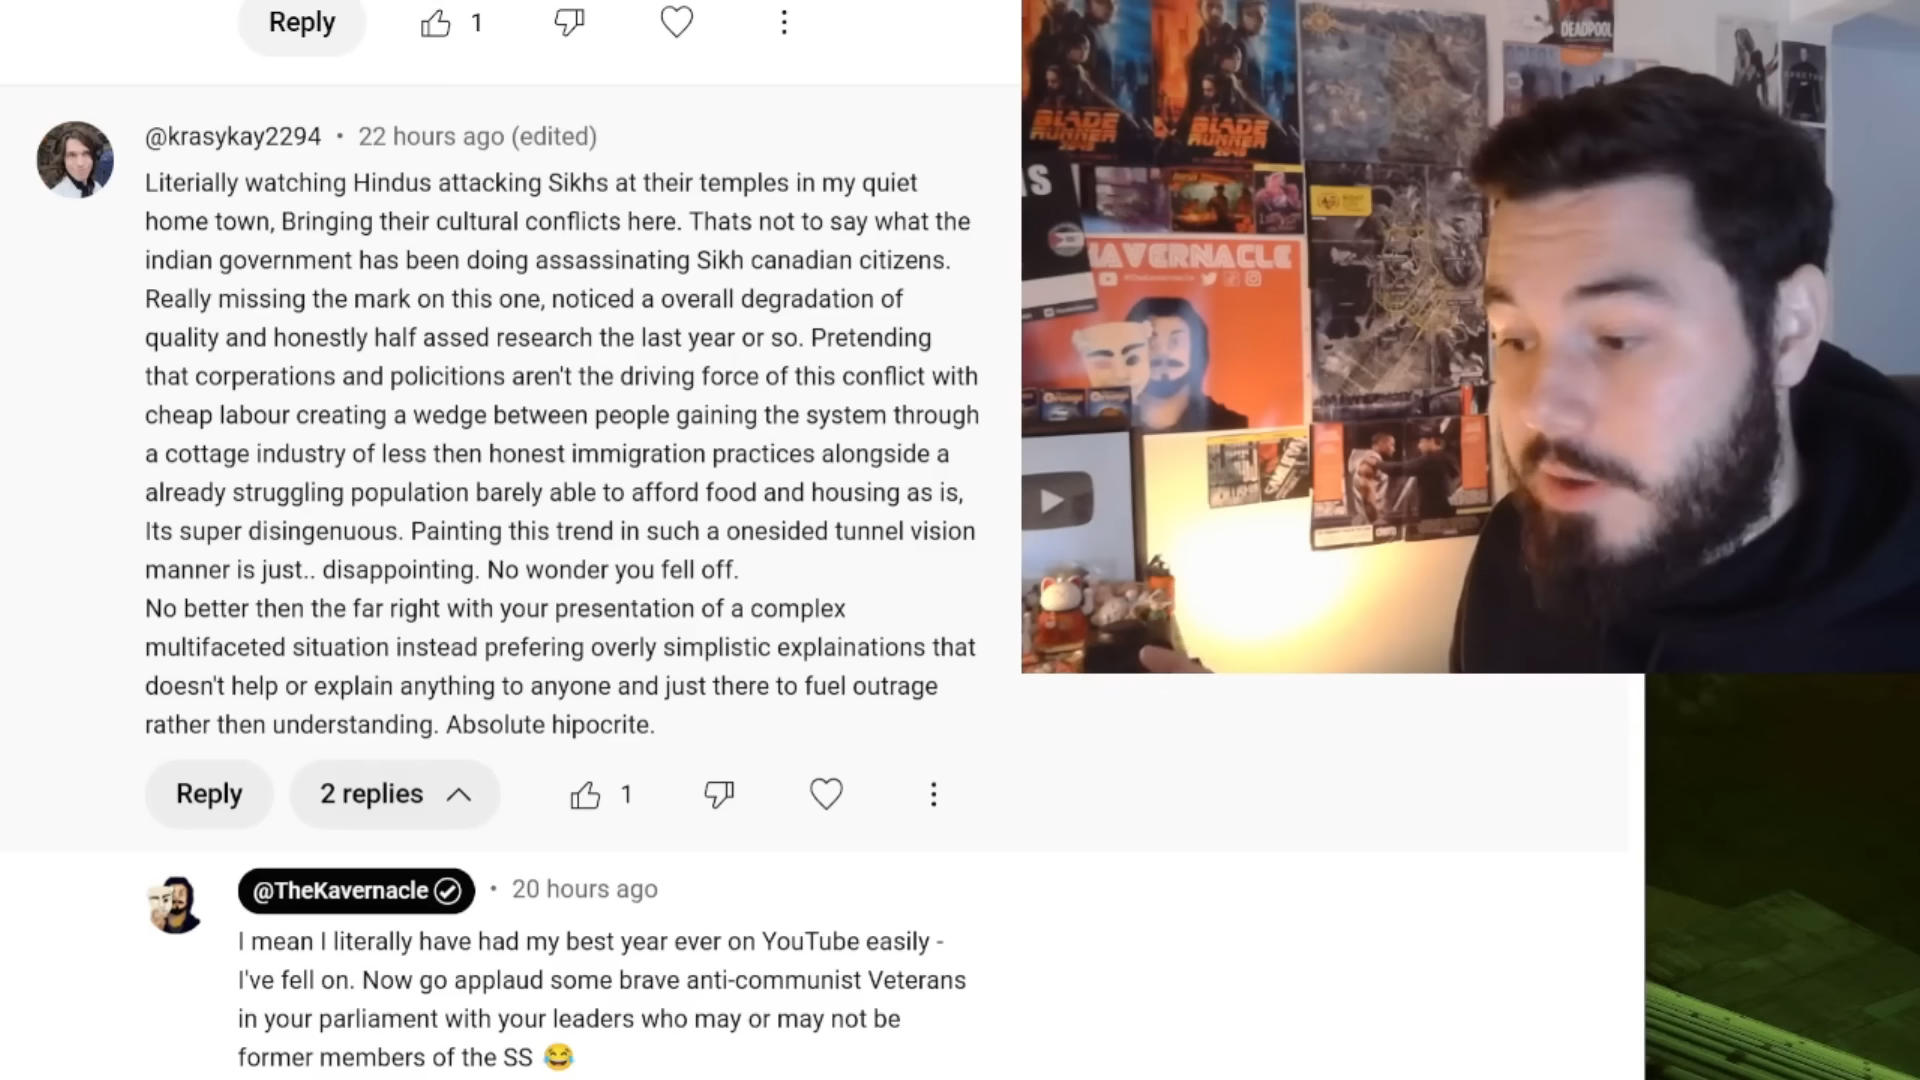 Reply
1
@krasykay2294 • 22 hours ago (edited)
Literially watching Hindus attacking Sikhs at their temples in my quiet
home town, Bringing their cultural conflicts here. Thats not to say what the
indian government has been doing assassinating Sikh canadian citizens.
Really missing the mark on this one, noticed a overall degradation of
quality and honestly half assed research the last year or so. Pretending
that corperations and policitions aren't the driving force of this conflict with
cheap labour creating a wedge between people gaining the system through
a cottage industry of less then honest immigration practices alongside a
already struggling population barely able to afford food and housing as is,
Its super disingenuous. Painting this trend in such a onesided tunnel vision
manner is just.. disappointing. No wonder you fell off.
No better then the far right with your presentation of a complex
multifaceted situation instead prefering overly simplistic explainations that
doesn't help or explain anything to anyone and just there to fuel outrage
rather then understanding. Absolute hipocrite.
Reply
2 replies
1
@TheKavernacle • 20 hours ago
I mean I literally have had my best year ever on YouTube easily -
I've fell on. Now go applaud some brave anti-communist Veterans
in your parliament with your leaders who may or may not be
former members of the SS 😂
BLADE
RUNNER
2049
BLADE
RUNNER
2049
DEADPOOL
SPECTRE
KAVERNACLE